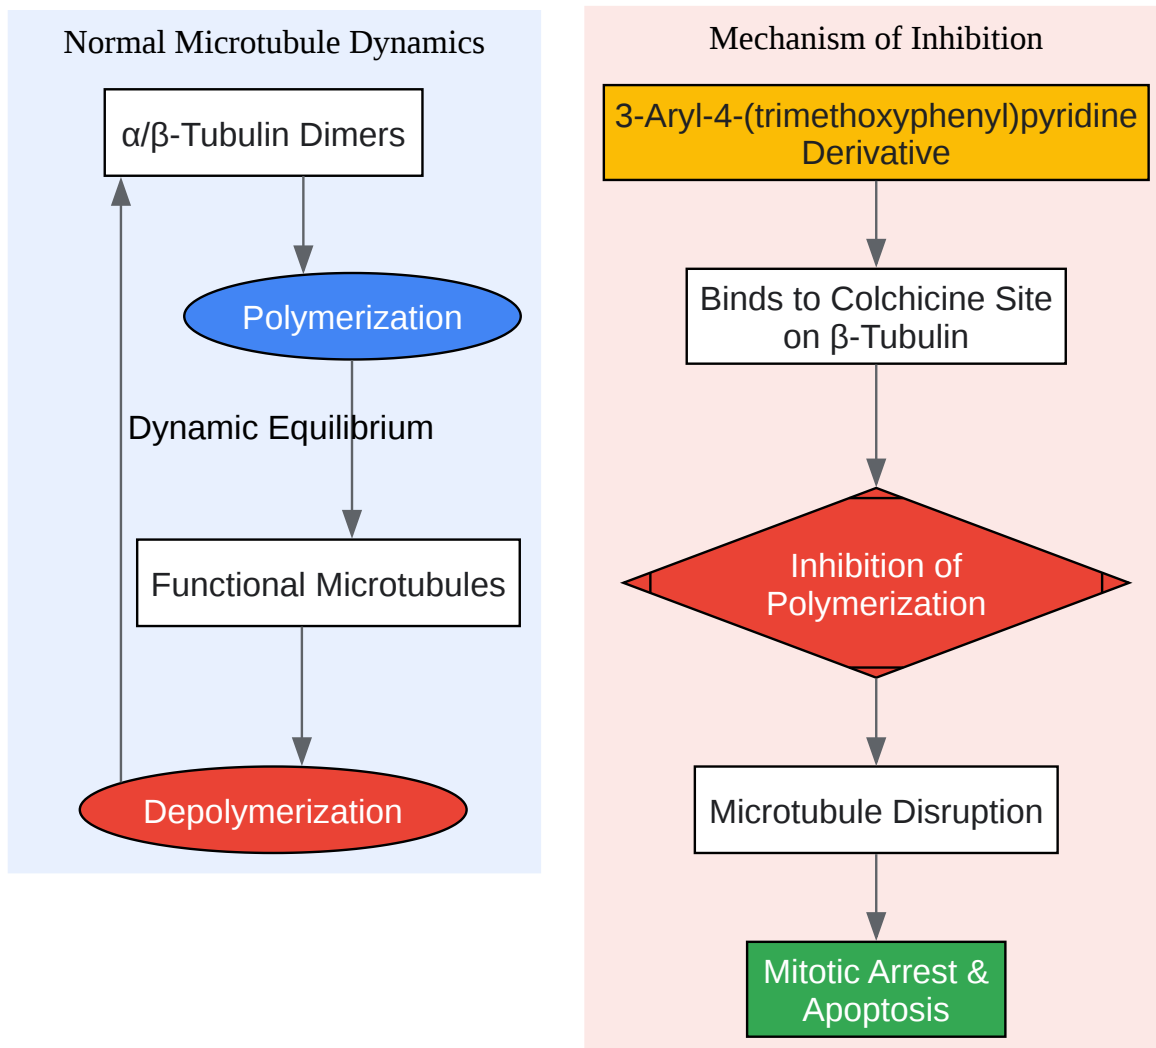 Normal Microtubule Dynamics
α/β-Tubulin Dimers
Polymerization
Dynamic Equilibrium
Functional Microtubules
Depolymerization
Mechanism of Inhibition
3-Aryl-4-(trimethoxyphenyl)pyridine
Derivative
Binds to Colchicine Site
on β-Tubulin
Inhibition of
Polymerization
Microtubule Disruption
Mitotic Arrest &
Apoptosis